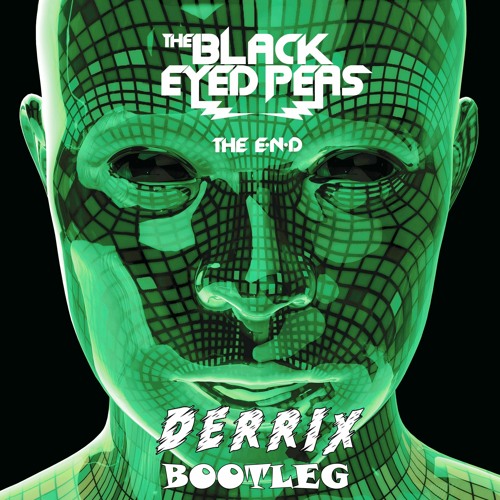 THE BLACK
EYED PEAS
THE E·N·D
DERRIX
BOOTLEG